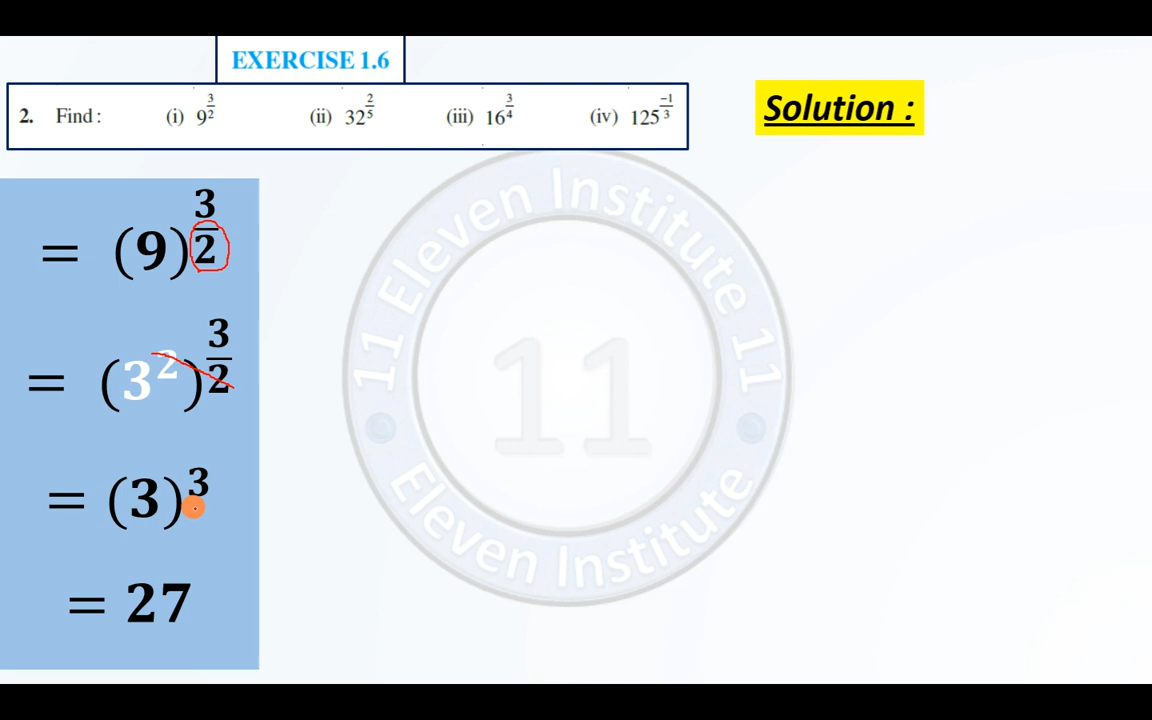 EXERCISE 1.6
2. Find : (i) 9^(3/2) (ii) 32^(2/5) (iii) 16^(3/4) (iv) 125^(-1/3)
Solution :
= (9)^(3/2)
= (3^2)^(3/2)
= (3)^3
= 27
11 Eleven Institute 11
11
Eleven Institute